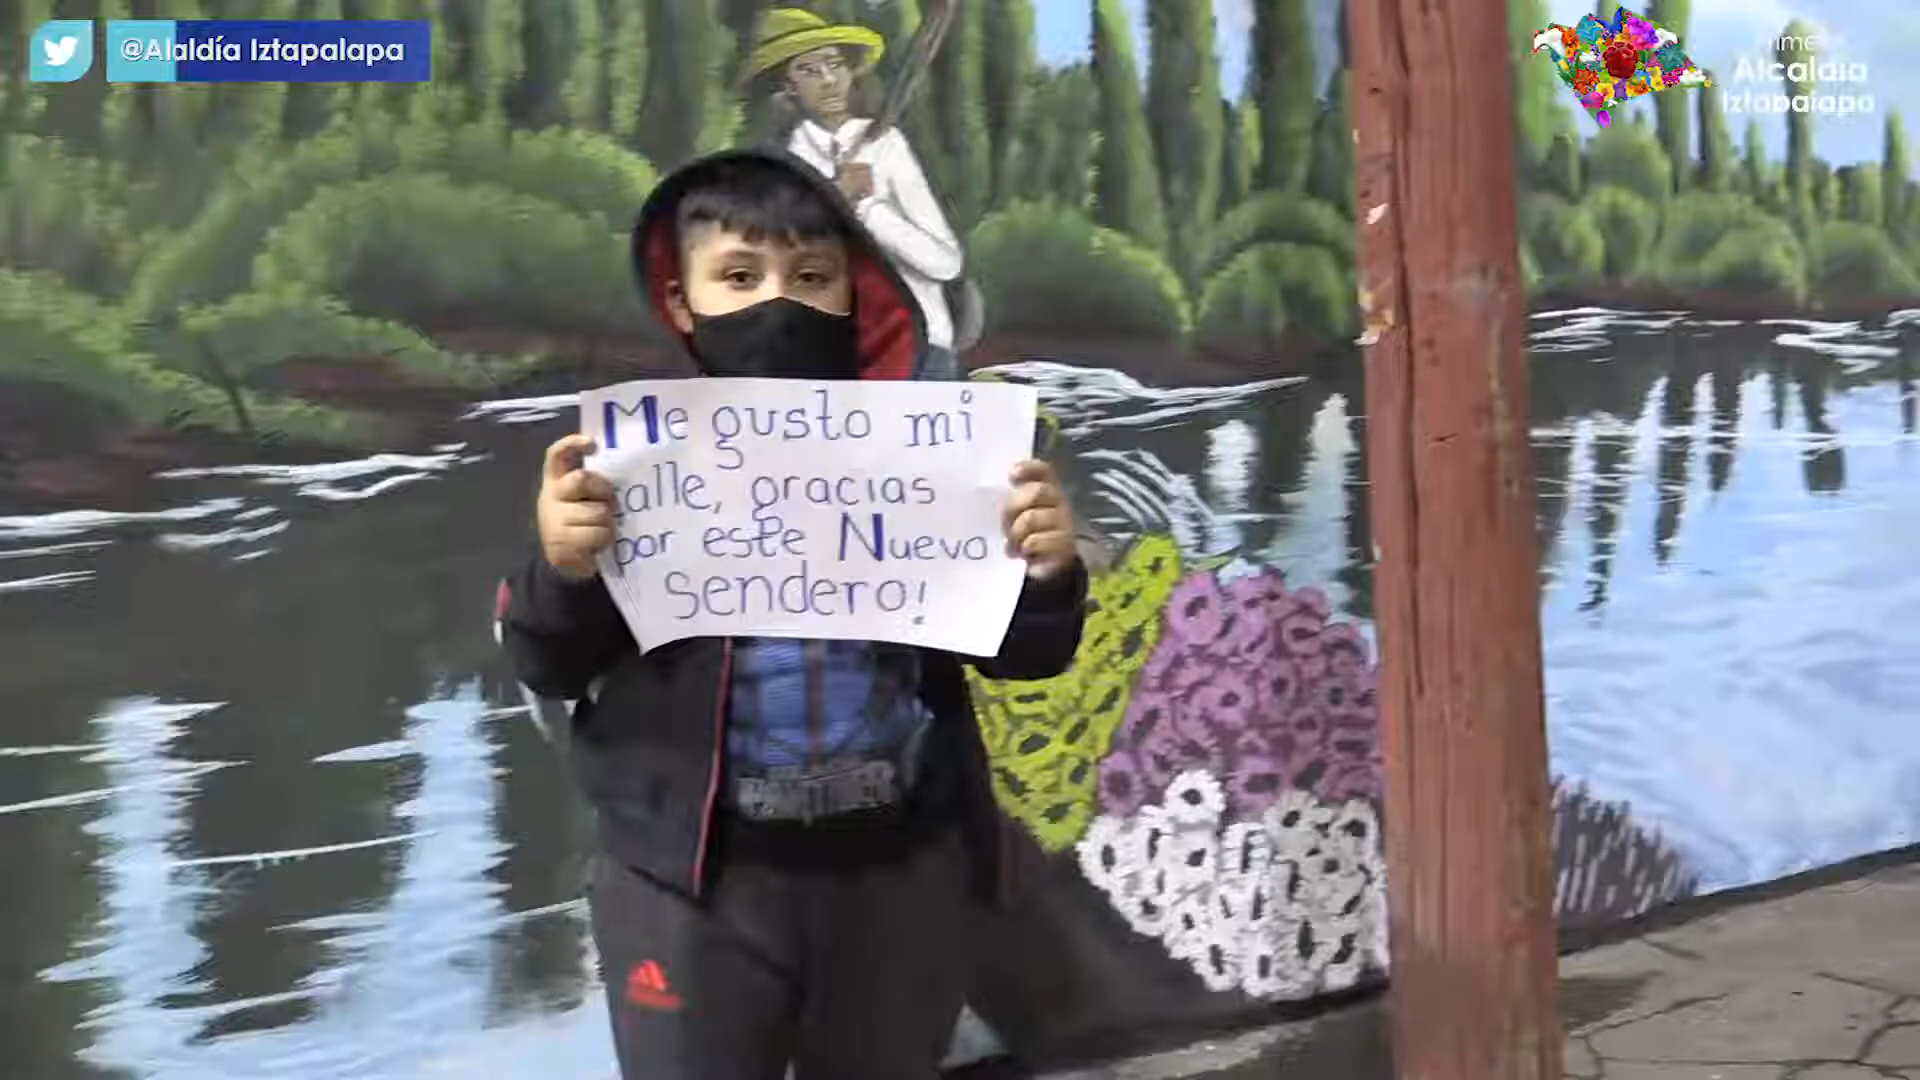 @Alaldía Iztapalapa
Alcaldía
Iztapalapa
Me gusto mi
calle, gracias
por este Nuevo
Sendero!